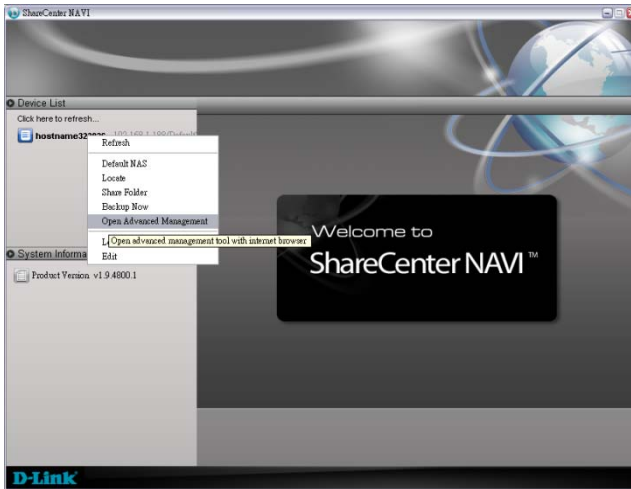 ShareCenter NAVI
Device List
Click here to refresh...
Refresh
Default NAS
Locate
Share Folder
Backup Now
Open Advanced Management
Open advanced management tool with internet browser
Edit
System Informa
Product Version v1.9.4800.1
Welcome to
ShareCenter NAVI™
D-Link